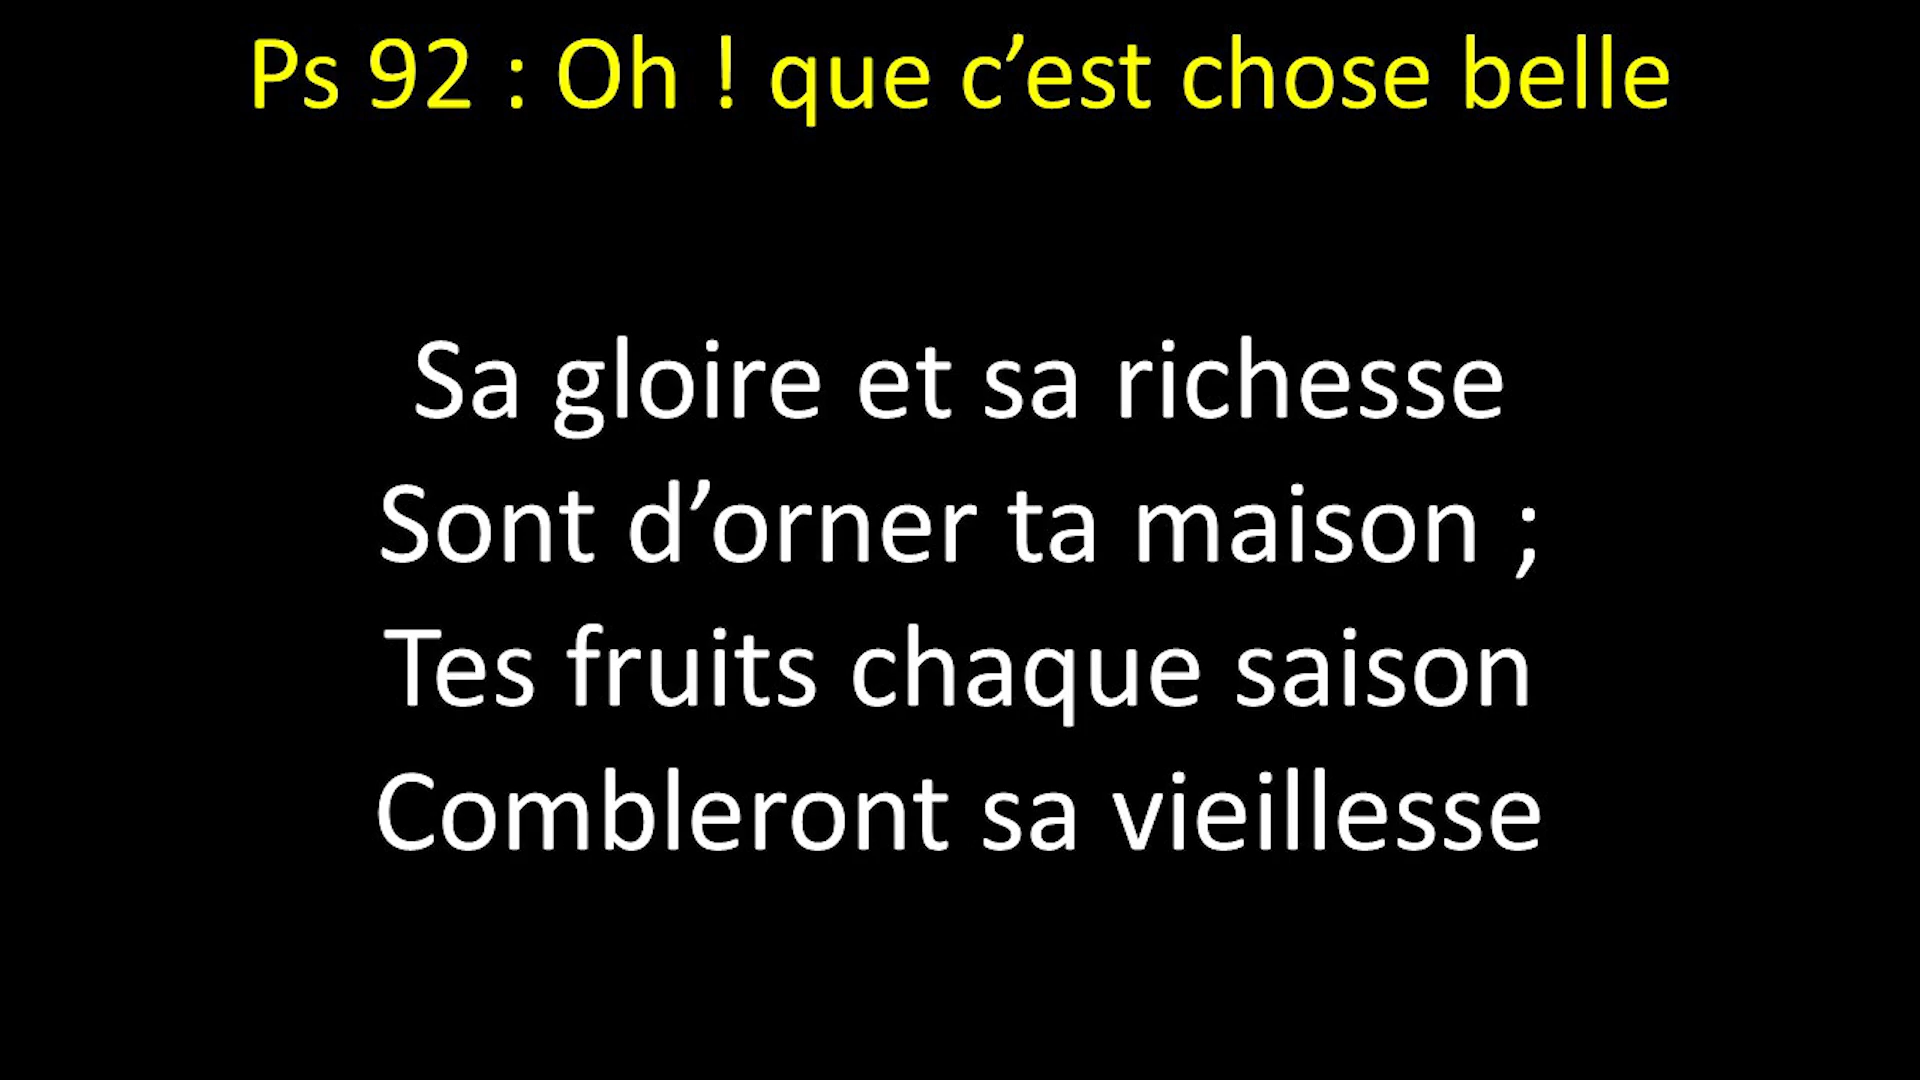 Ps 92 : Oh ! que c’est chose belle
Sa gloire et sa richesse
Sont d’orner ta maison ;
Tes fruits chaque saison
Combleront sa vieillesse